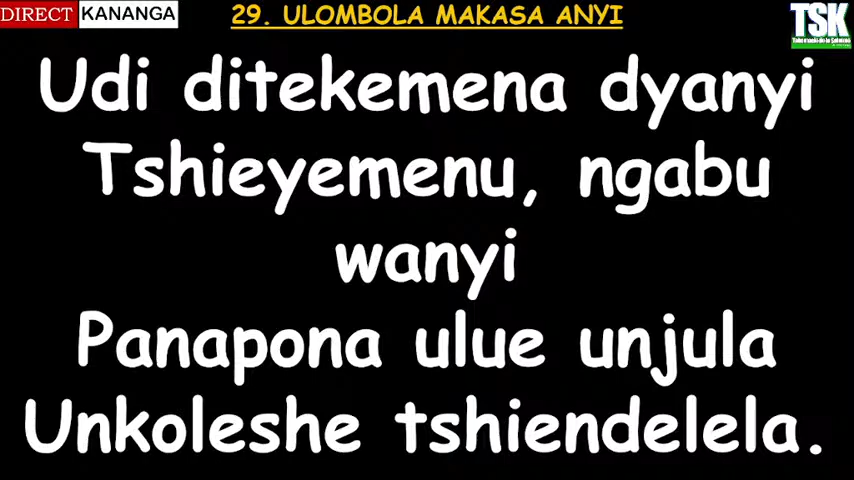 DIRECT KANANGA
29. ULOMBOLA MAKASA ANYI
TSK
Udi ditekemena dyanyi
Tshieyemenu, ngabu
wanyi
Panapona ulue unjula
Unkoleshe tshiendelela.